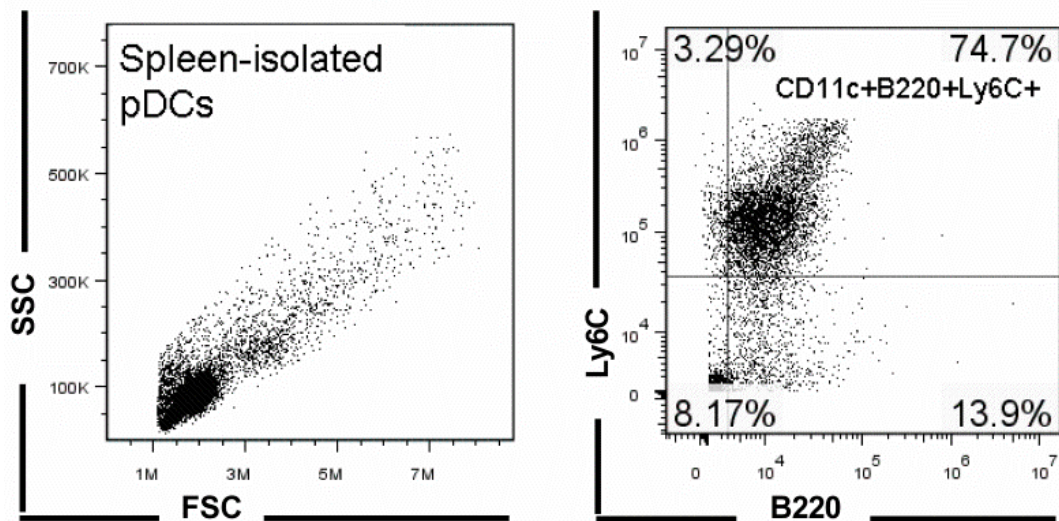 Spleen-isolated
pDCs
700K
500K
300K
100K
SSC
1M 3M 5M 7M
FSC
3.29% 74.7%
CD11c+B220+Ly6C+
10^7
10^6
10^5
10^4
0
Ly6C
8.17% 13.9%
0 10^4 10^5 10^6 10^7
B220